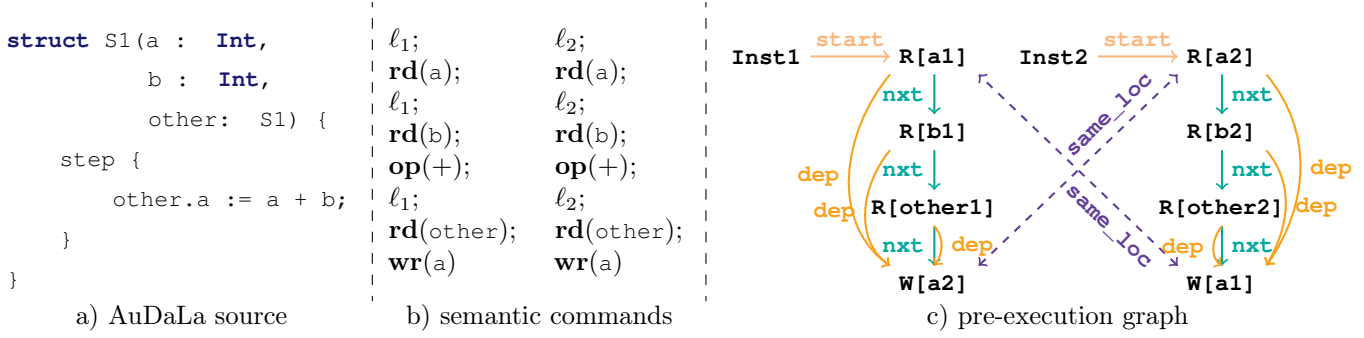 struct S1(a : Int,
b : Int,
other: S1) {
step {
other.a := a + b;
}
}
a) AuDaLa source
ℓ₁; ℓ₂;
rd(a); rd(a);
ℓ₁; ℓ₂;
rd(b); rd(b);
op(+); op(+);
ℓ₁; ℓ₂;
rd(other); rd(other);
wr(a) wr(a)
b) semantic commands
Inst1 start R[a1] Inst2 start R[a2]
nxt same_loc nxt
R[b1] R[b2]
dep nxt nxt dep
dep same_loc dep
R[other1] R[other2]
nxt dep dep nxt
W[a2] W[a1]
c) pre-execution graph